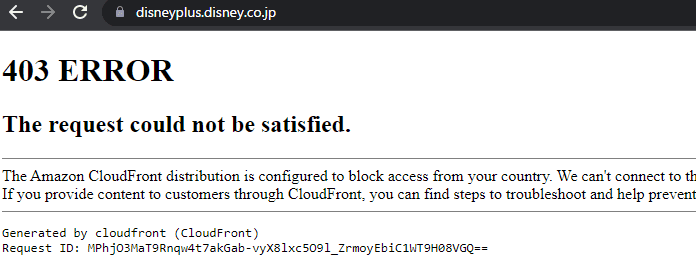 disneyplus.disney.co.jp
403 ERROR
The request could not be satisfied.
The Amazon CloudFront distribution is configured to block access from your country. We can't connect to
If you provide content to customers through CloudFront, you can find steps to troubleshoot and help prevent
Generated by cloudfront (CloudFront)
Request ID: MPhjO3MaT9Rnqw4t7akGab-vyX8lxc5O9l_ZrmoyEbiC1WT9H08VGQ==